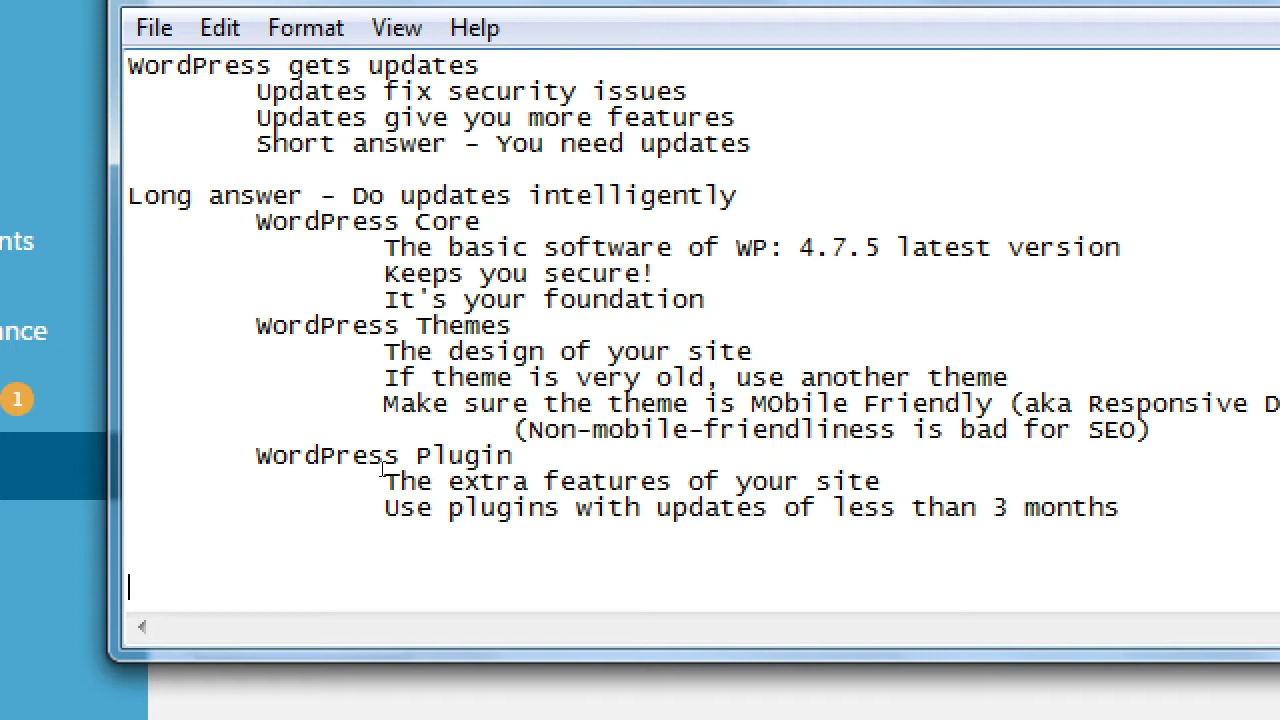 File Edit Format View Help
WordPress gets updates
Updates fix security issues
Updates give you more features
Short answer - You need updates
Long answer - Do updates intelligently
WordPress Core
The basic software of WP: 4.7.5 latest version
Keeps you secure!
It's your foundation
WordPress Themes
The design of your site
If theme is very old, use another theme
Make sure the theme is MObile Friendly (aka Responsive D
(Non-mobile-friendliness is bad for SEO)
WordPress Plugin
The extra features of your site
Use plugins with updates of less than 3 months
nts
ance
1